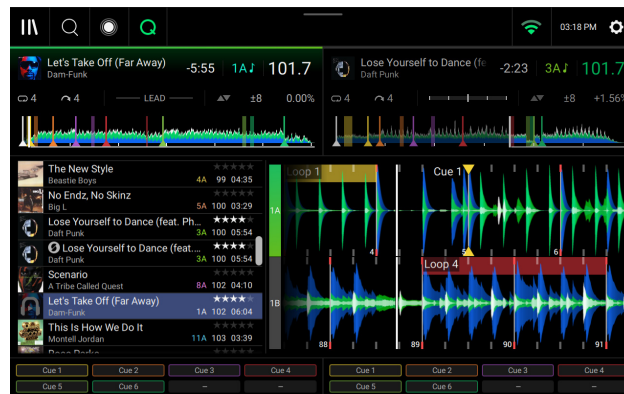 Q
03:18 PM
Let's Take Off (Far Away)
Dam-Funk
-5:55
1A♪
101.7
Lose Yourself to Dance (fe
Daft Punk
-2:23
3A♪
101.7
4
4
LEAD
±8
0.00%
4
4
±8
+1.56%
The New Style
Beastie Boys
4A 99 04:35
No Endz, No Skinz
Big L
5A 100 03:29
Lose Yourself to Dance (feat. Ph...
Daft Punk
3A 100 05:54
Lose Yourself to Dance (feat....
Daft Punk
3A 100 05:54
Scenario
A Tribe Called Quest
8A 102 04:10
Let's Take Off (Far Away)
Dam-Funk
1A 102 06:04
This Is How We Do It
Montell Jordan
11A 103 03:39
1A
Loop 1
Cue 1
4
5
6
1B
Loop 4
88
89
90
91
Cue 1 Cue 2 Cue 3 Cue 4
Cue 5 Cue 6 – –
Cue 1 Cue 2 Cue 3 Cue 4
Cue 5 Cue 6 – –